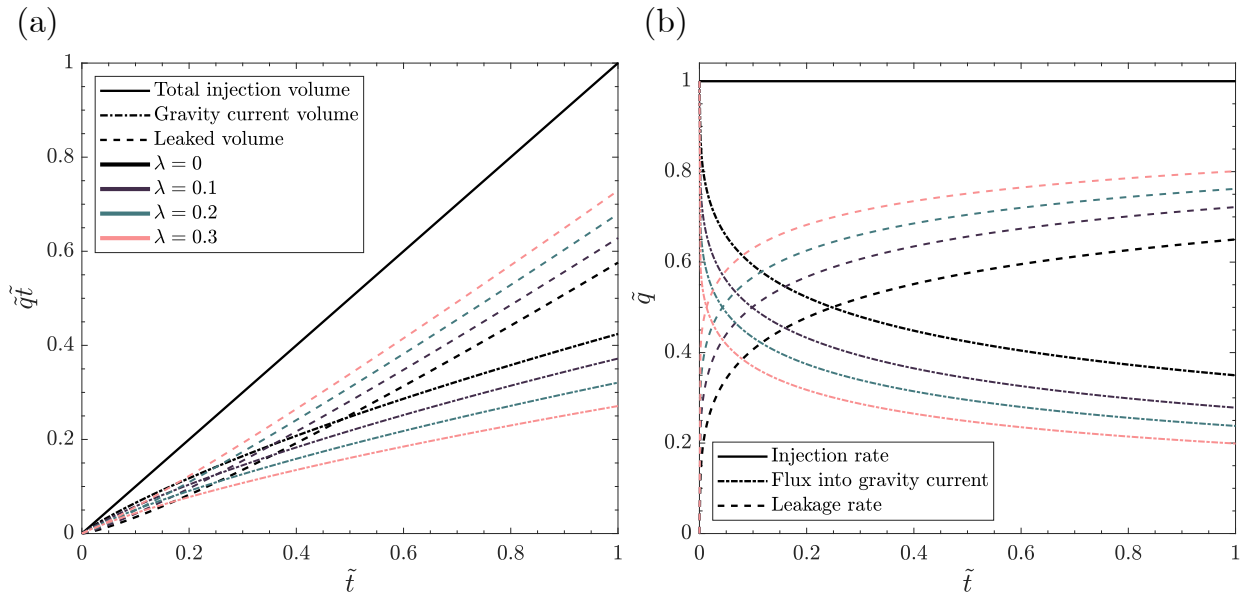 (a)
1
0.8
0.6
0.4
0.2
0
q̃t̃
Total injection volume
Gravity current volume
Leaked volume
λ = 0
λ = 0.1
λ = 0.2
λ = 0.3
0
0.2
0.4
0.6
0.8
1
t̃
(b)
1
0.8
0.6
0.4
0.2
0
q̃
Injection rate
Flux into gravity current
Leakage rate
0
0.2
0.4
0.6
0.8
1
t̃